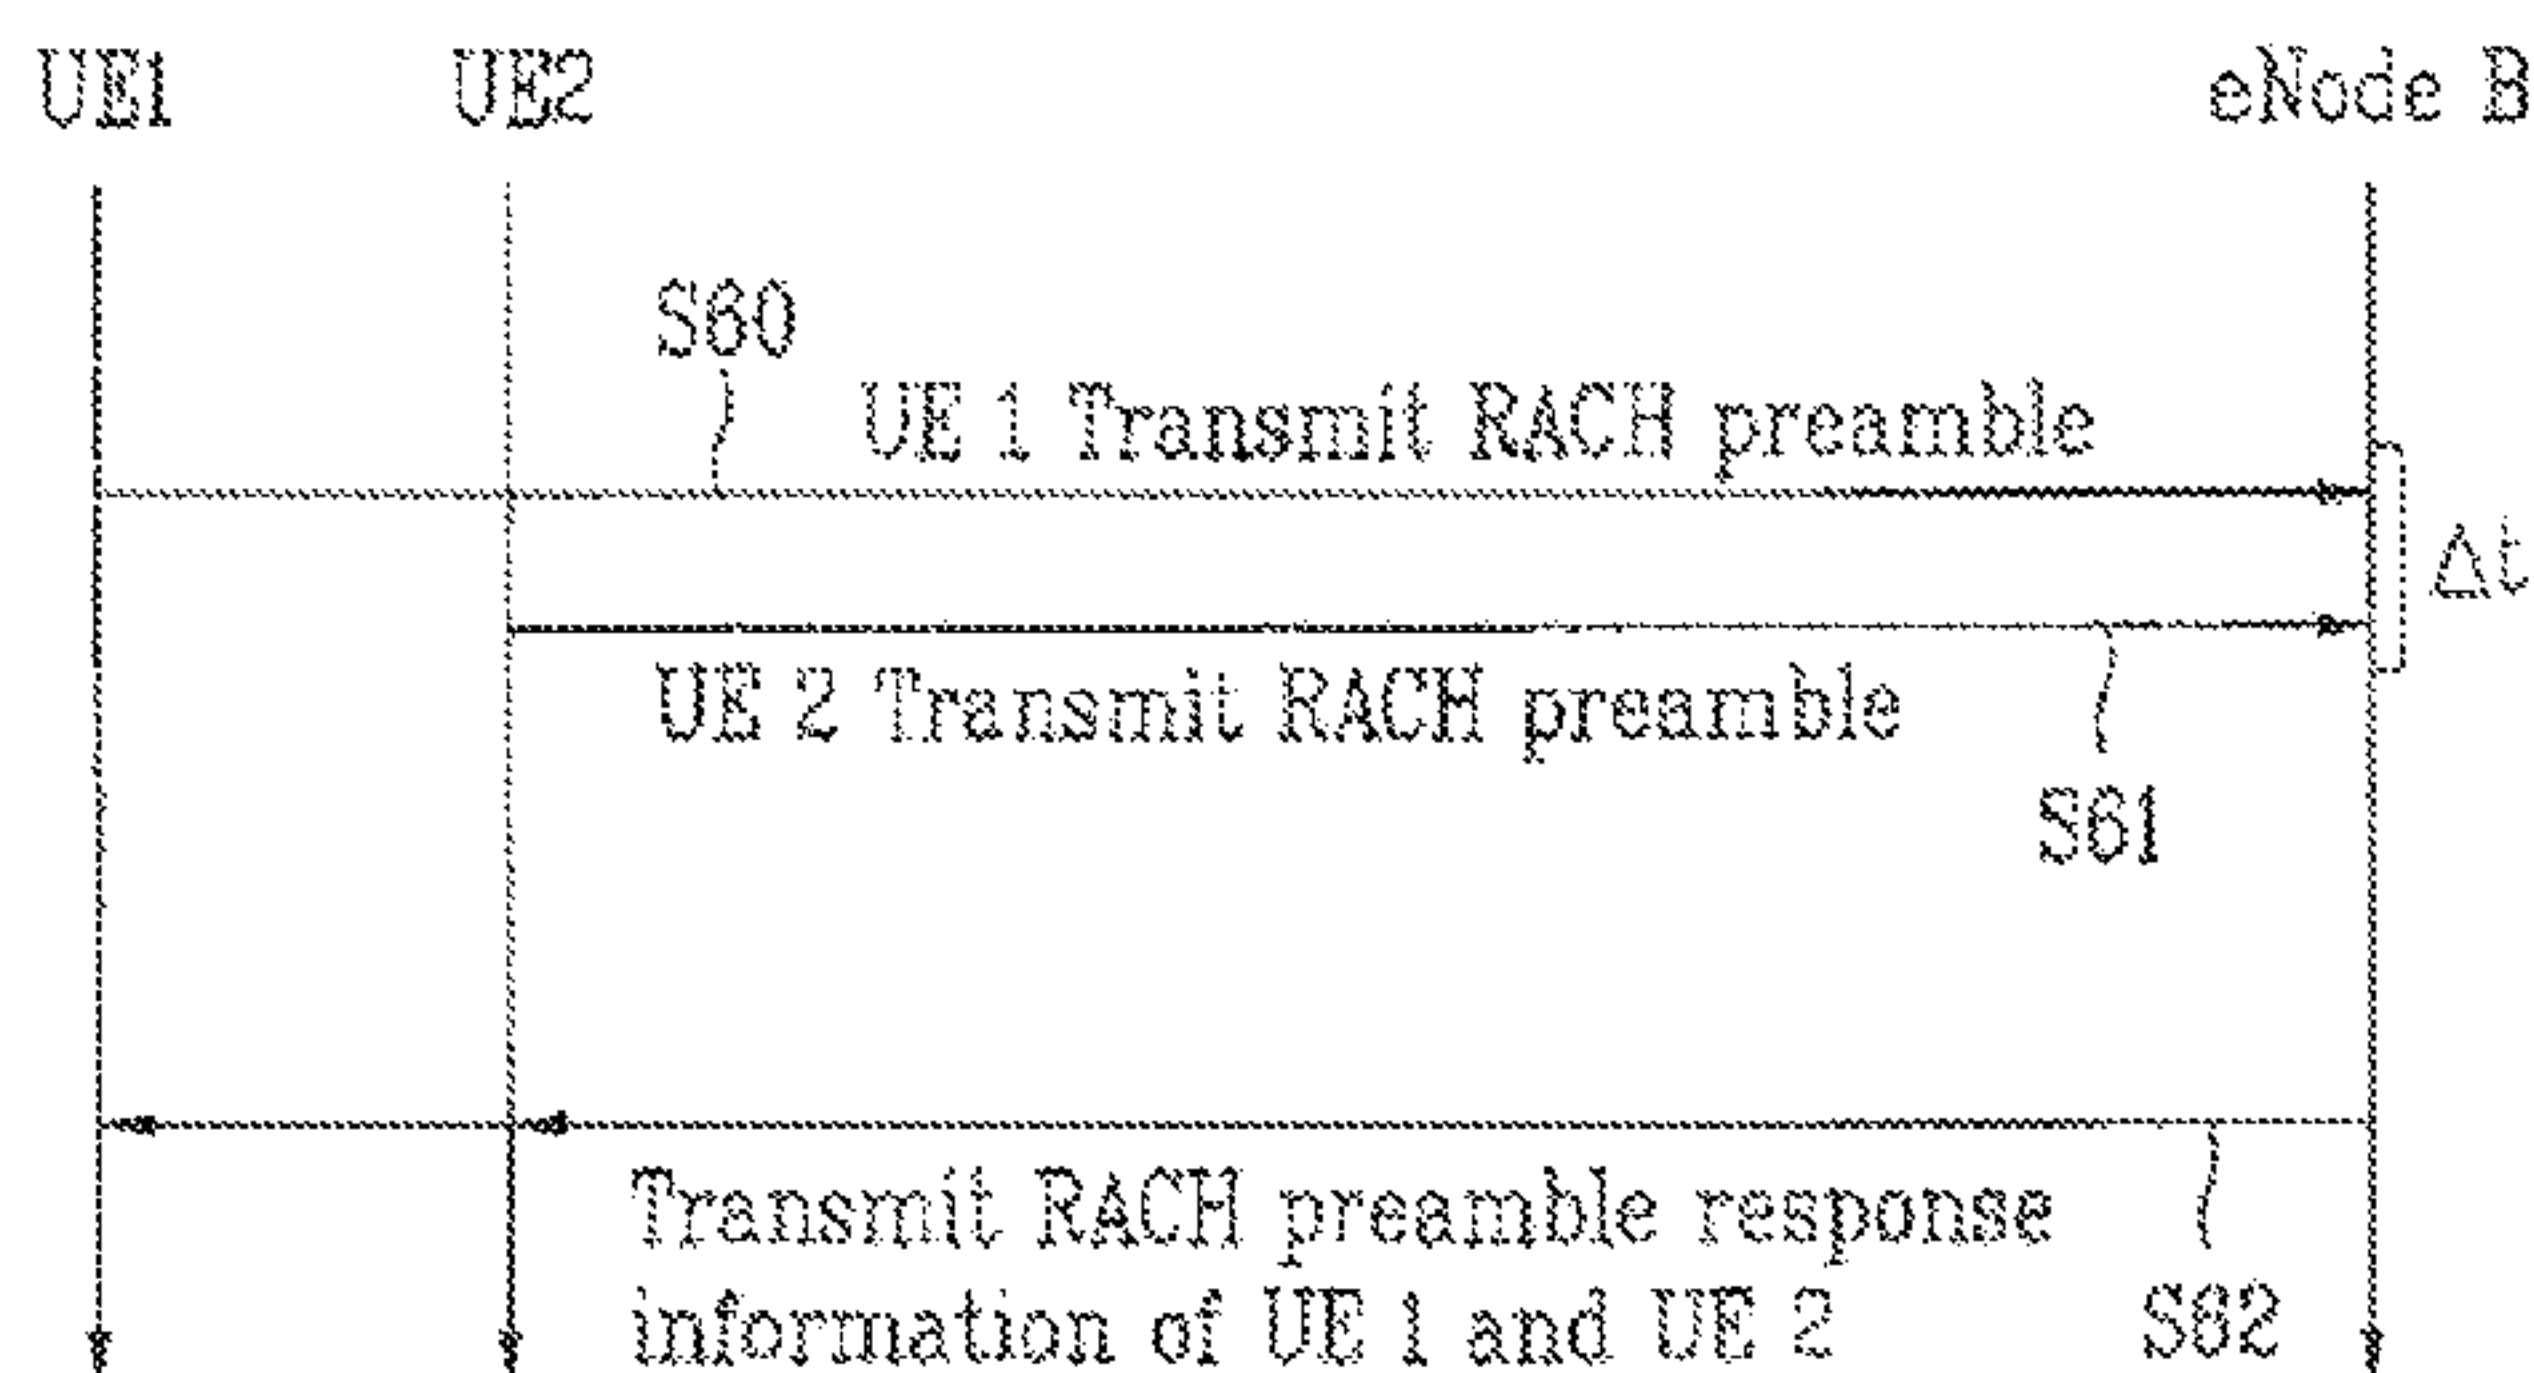 UE1
UE2
eNode B
S60
UE 1 Transmit RACH preamble
Δt
UE 2 Transmit RACH preamble
S61
Transmit RACH preamble response
information of UE 1 and UE 2
S62